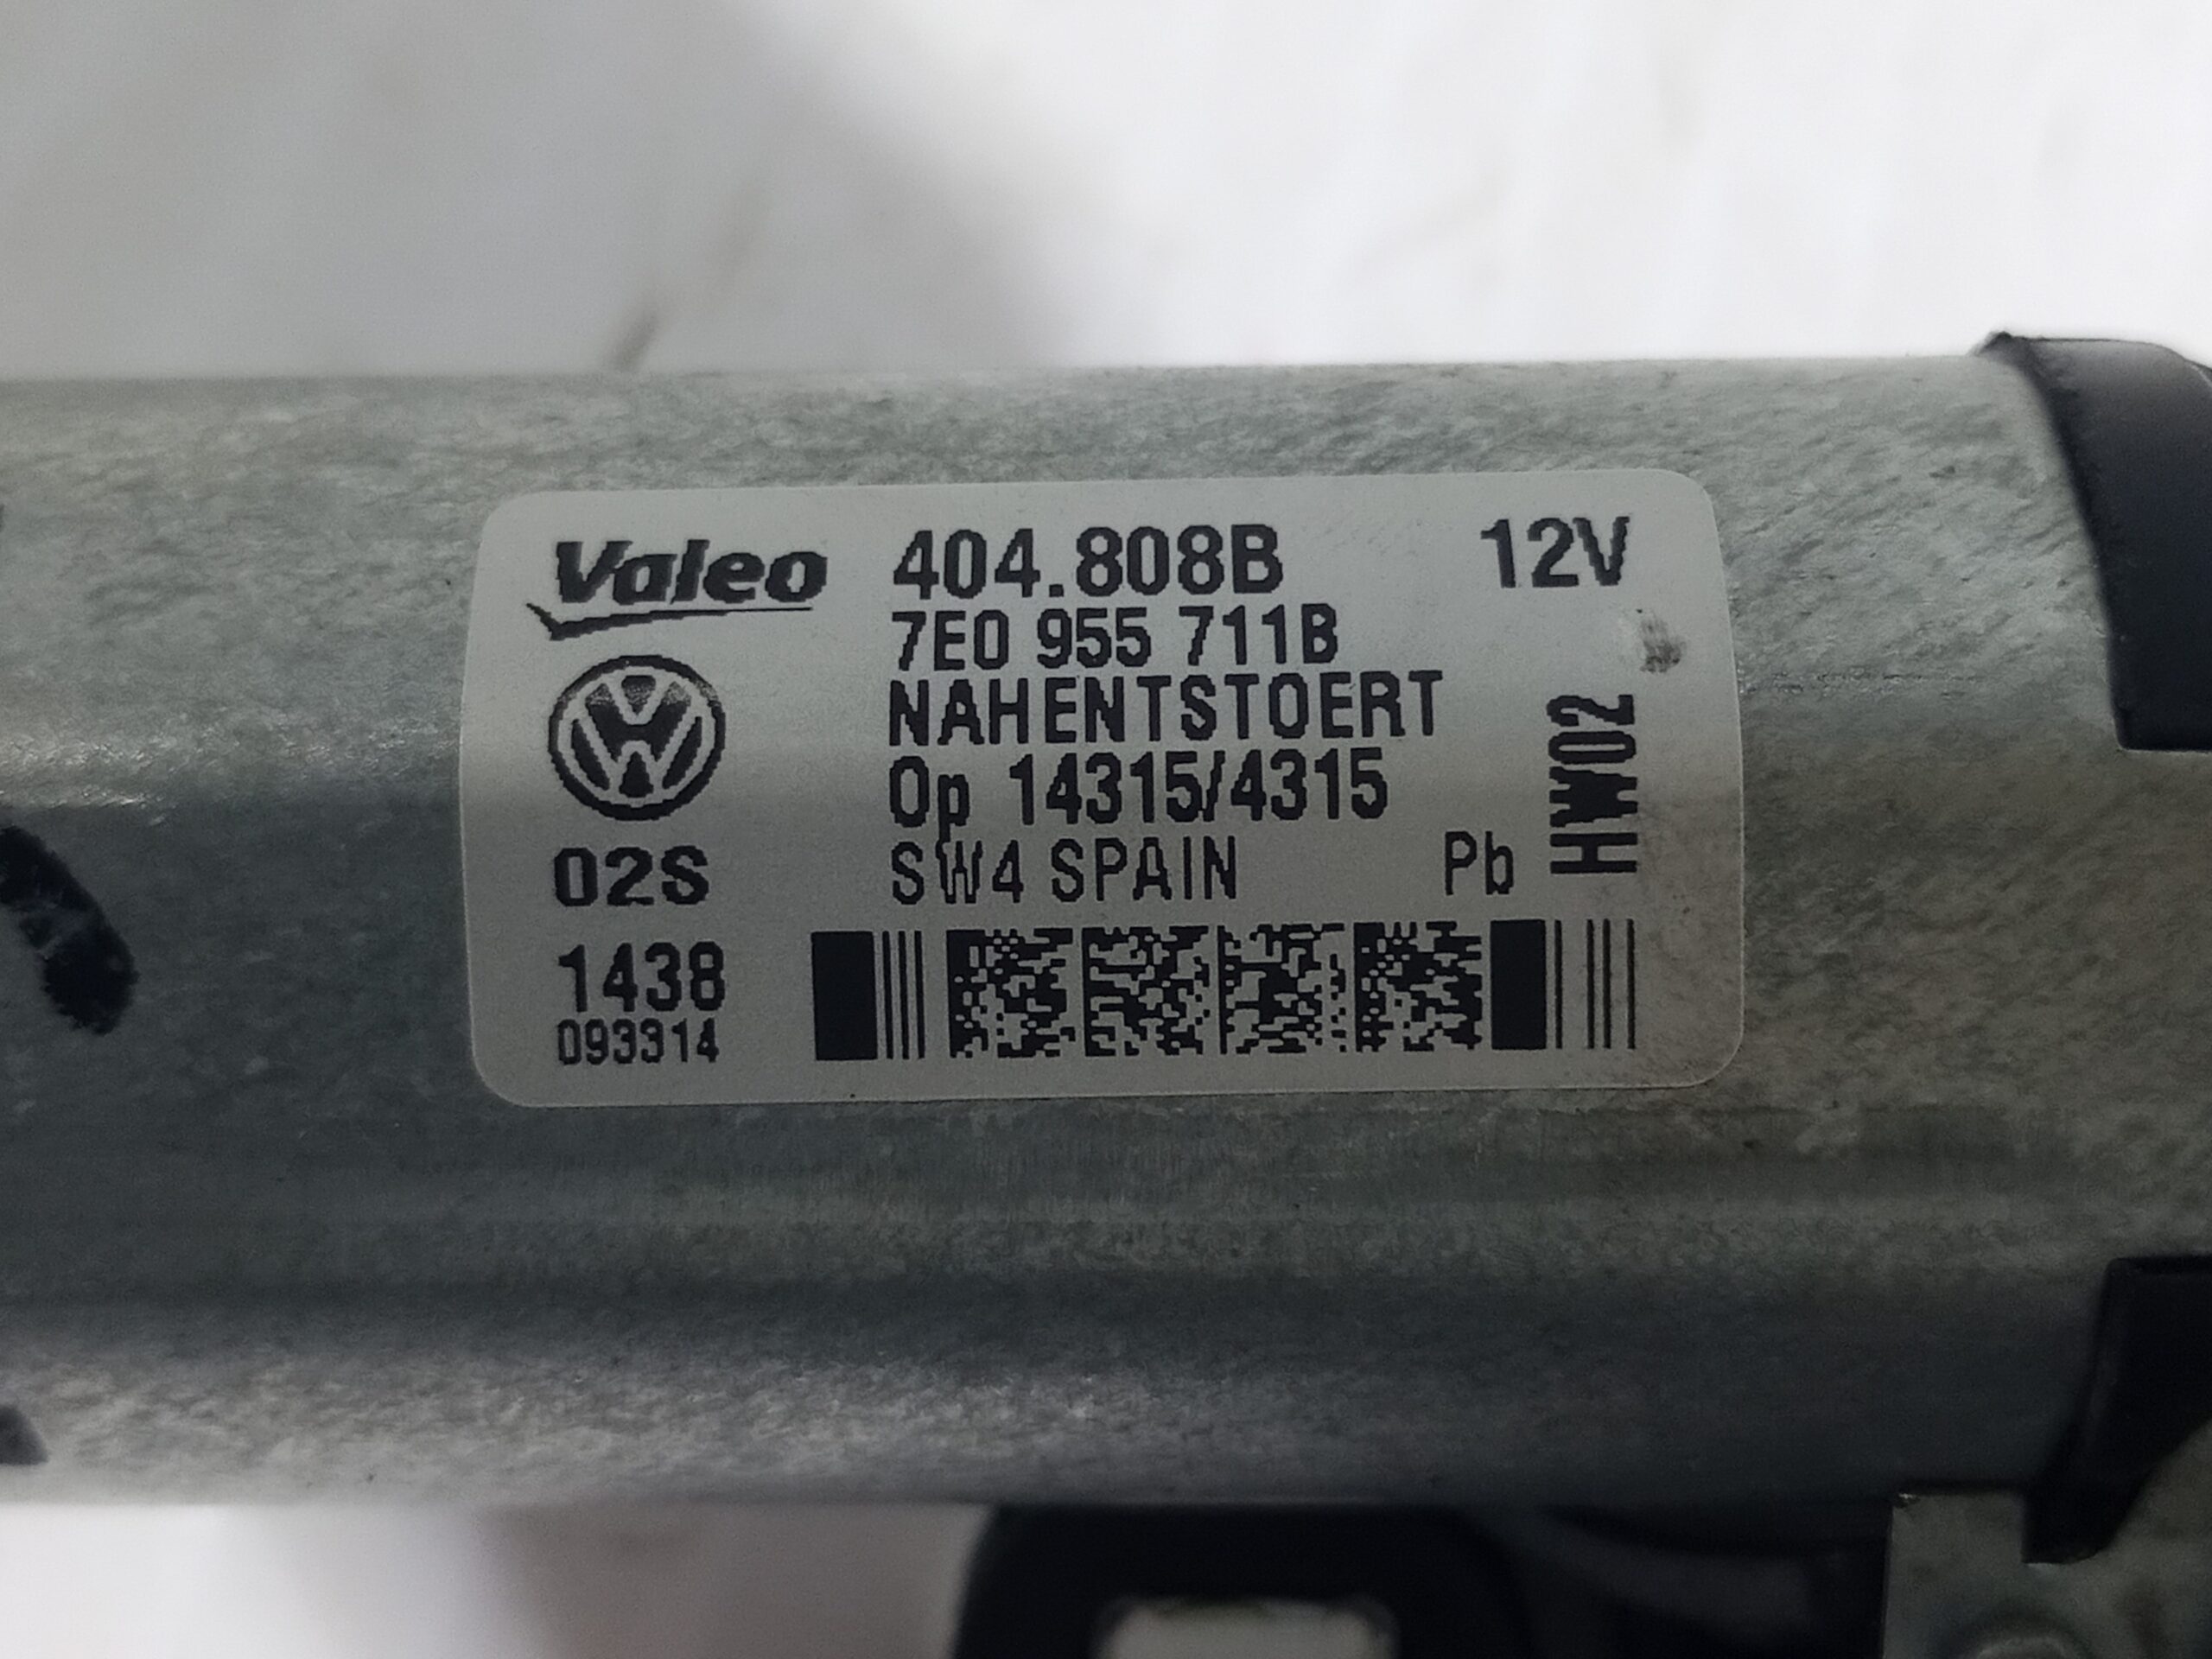 Valeo 404.808B 12V
7E0 955 711B
NAHENTSTOERT
Op 14315/4315
HW02
02S SW4 SPAIN Pb
1438
093314